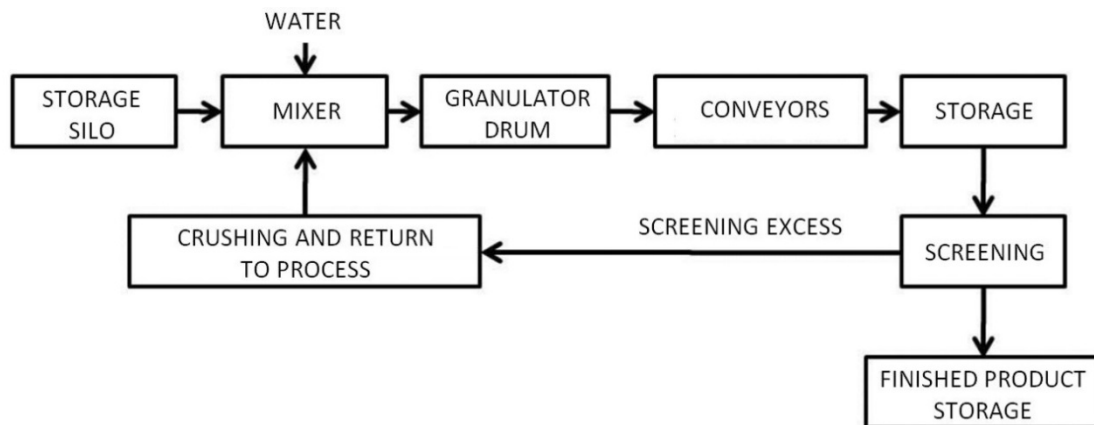 WATER
STORAGE
SILO
MIXER
GRANULATOR
DRUM
CONVEYORS
STORAGE
CRUSHING AND RETURN
TO PROCESS
SCREENING EXCESS
SCREENING
FINISHED PRODUCT
STORAGE